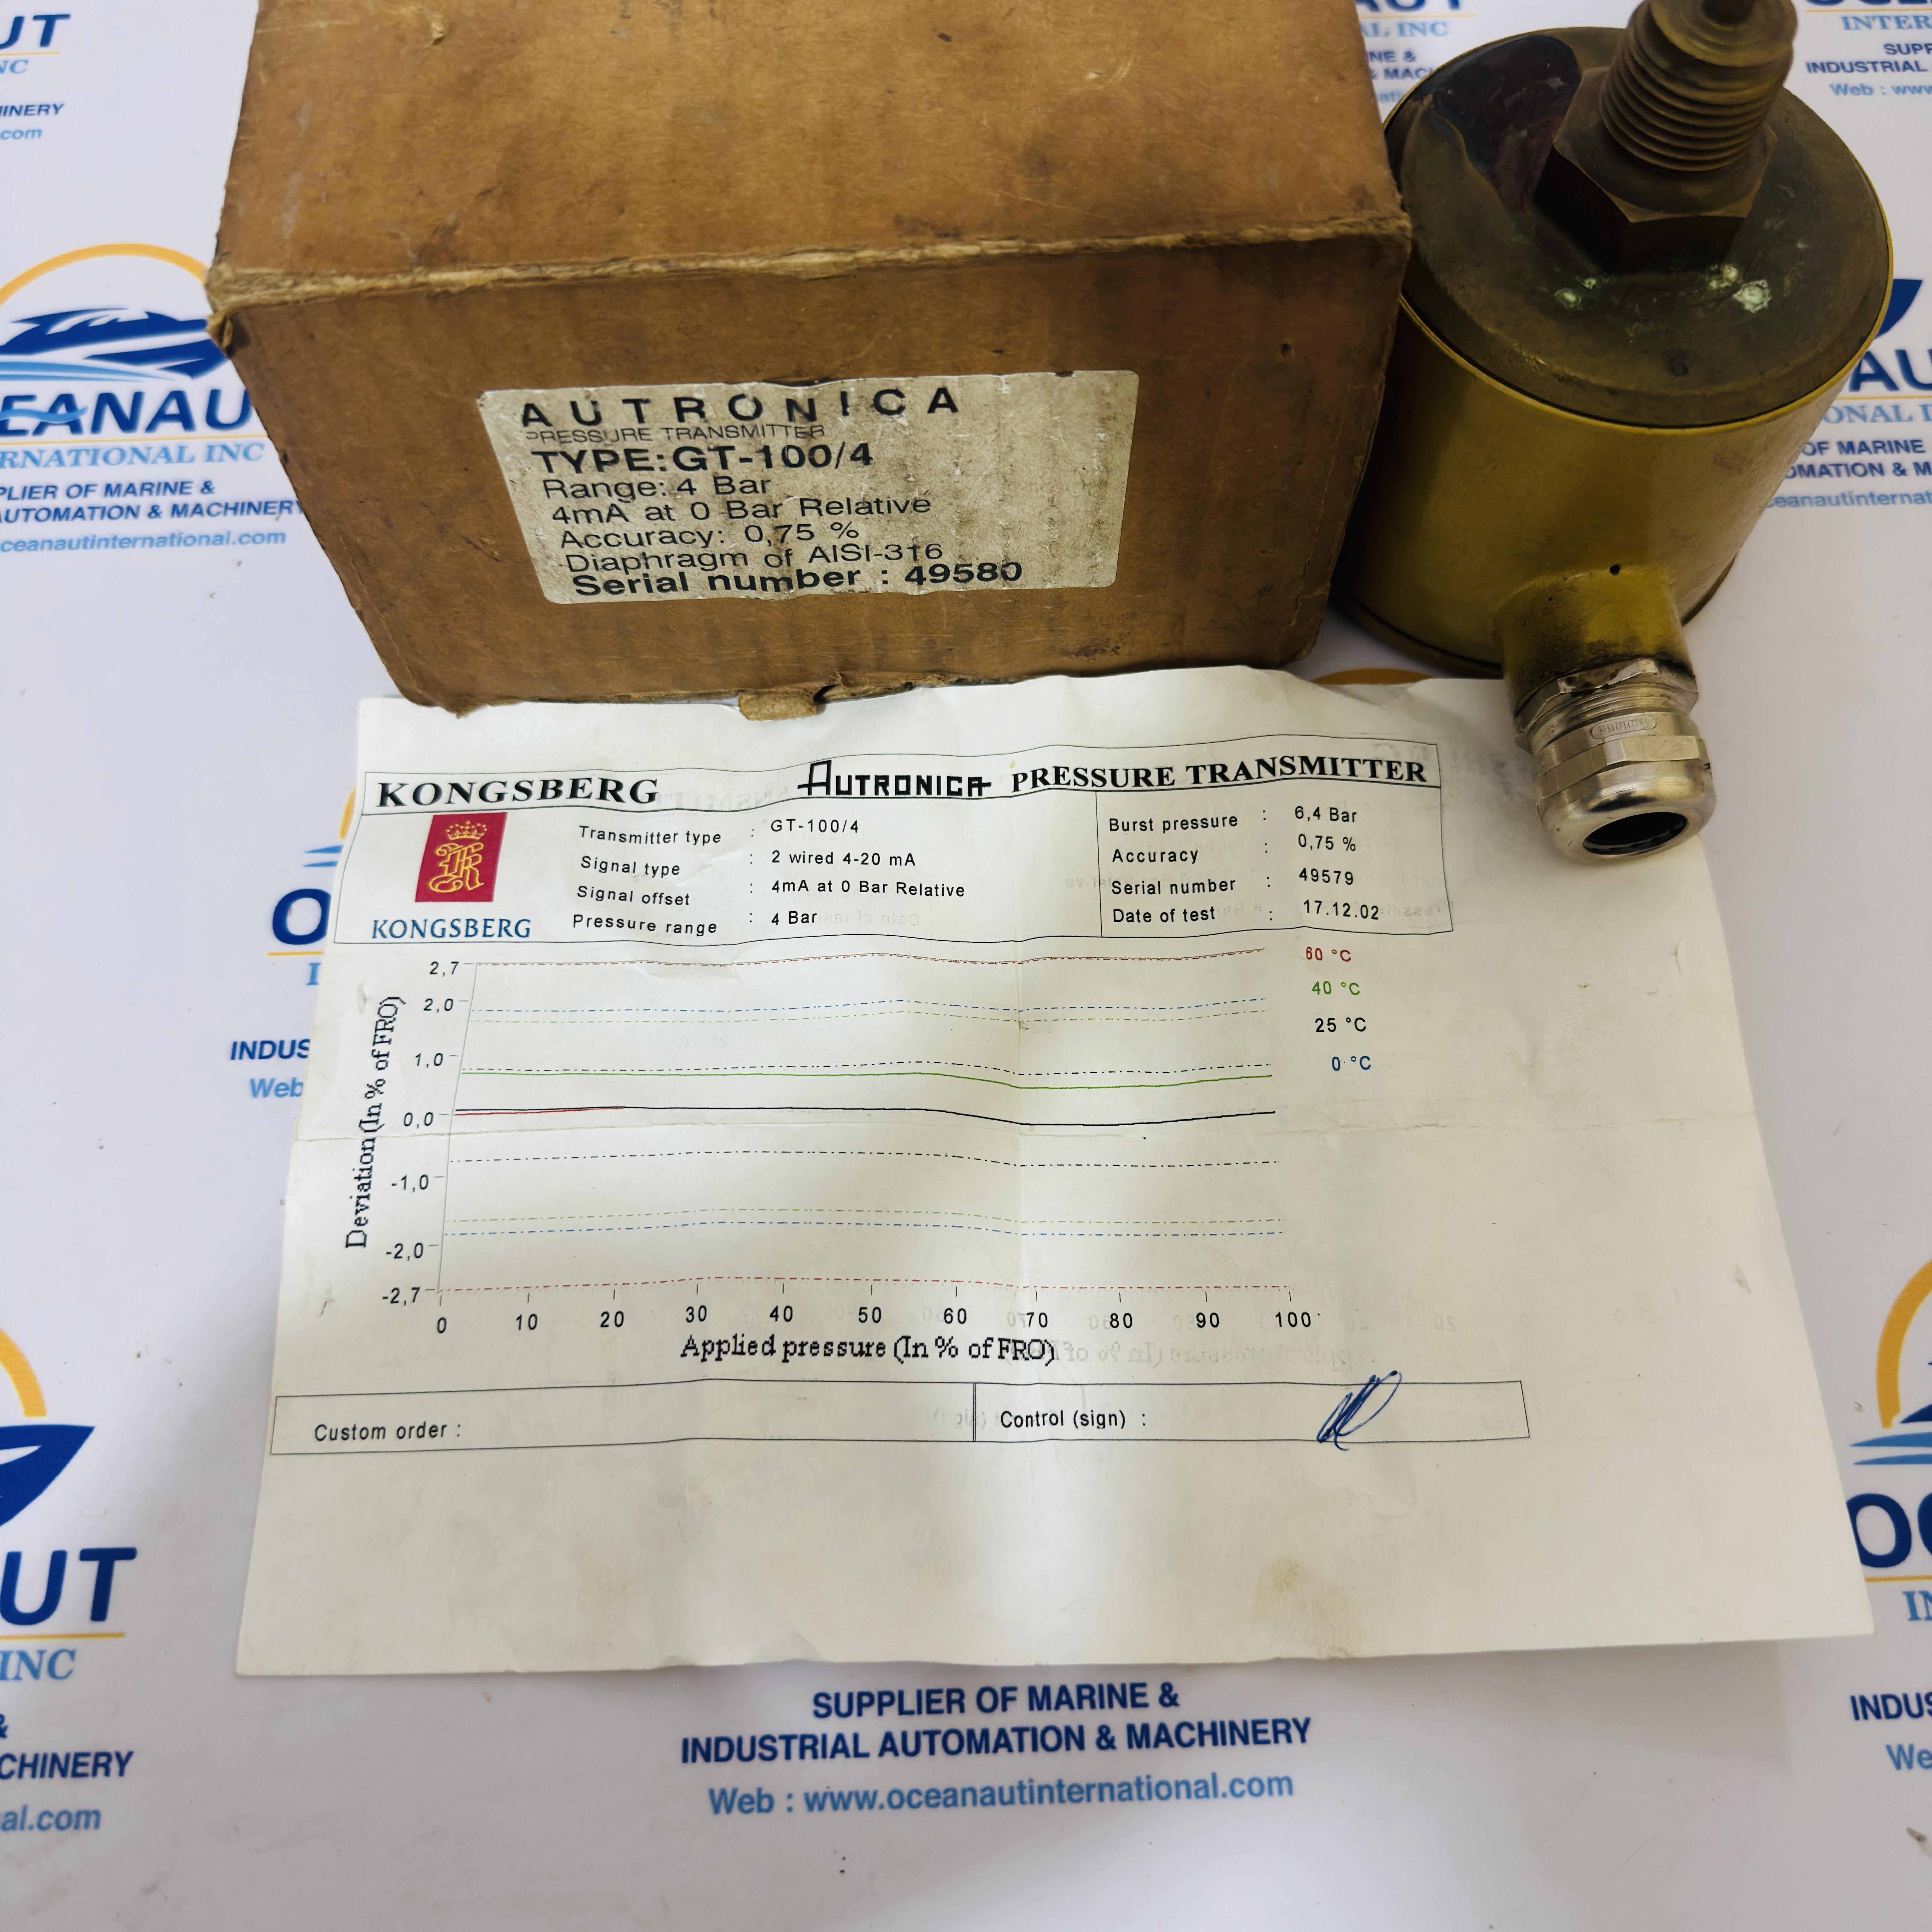 AUTRONICA
PRESSURE TRANSMITTER
TYPE:GT-100/4
Range: 4 Bar
4mA at 0 Bar Relative
Accuracy: 0,75 %
Diaphragm of AISI-316
Serial number : 49580
KONGSBERG AUTRONICA PRESSURE TRANSMITTER
KONGSBERG
Transmitter type : GT-100/4
Signal type : 2 wired 4-20 mA
Signal offset : 4mA at 0 Bar Relative
Pressure range : 4 Bar
Burst pressure : 6,4 Bar
Accuracy : 0,75 %
Serial number : 49579
Date of test : 17.12.02
60 °C
40 °C
25 °C
0 °C
Deviation (In % of FRO)
2,7
2,0
1,0
0,0
-1,0
-2,0
-2,7
0 10 20 30 40 50 60 70 80 90 100
Applied pressure (In % of FRO)
Custom order :
Control (sign) :
SUPPLIER OF MARINE &
INDUSTRIAL AUTOMATION & MACHINERY
Web : www.oceanautinternational.com